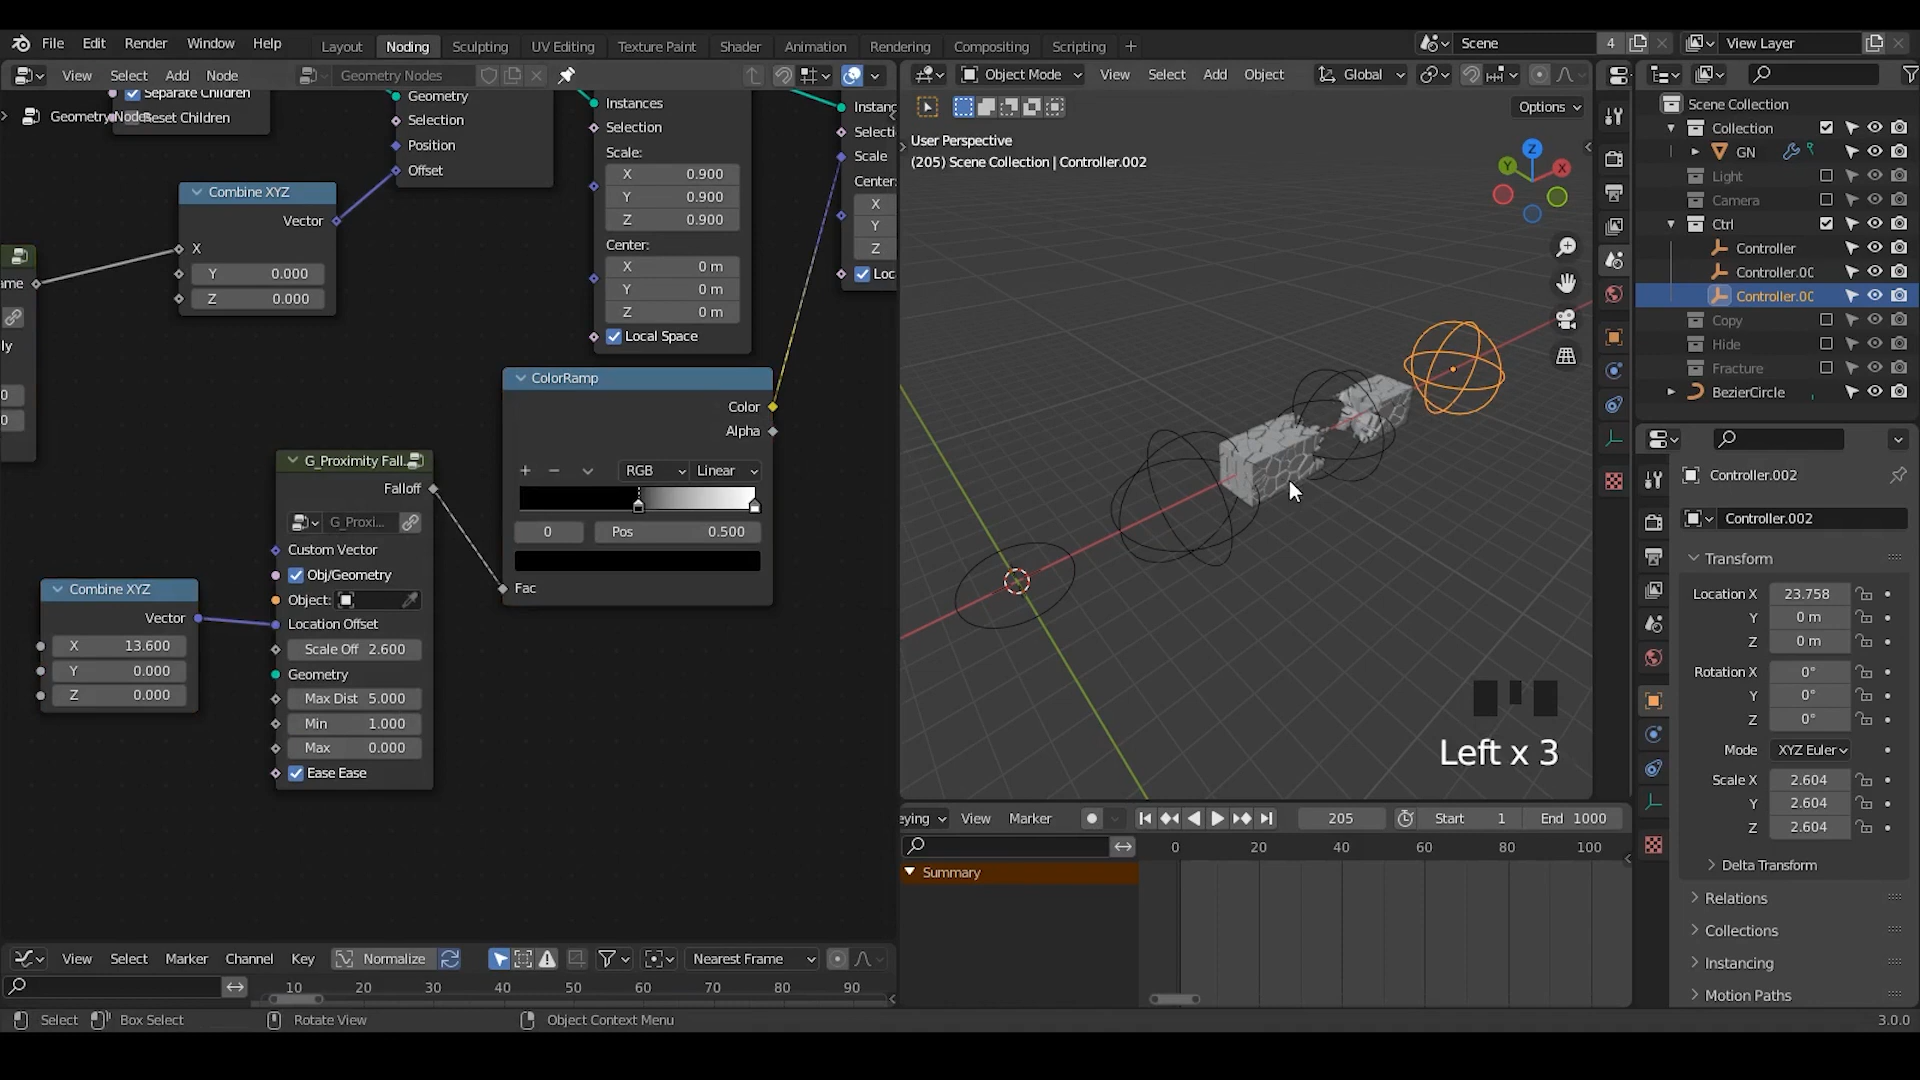 File Edit Render Window Help Layout Noding Sculpting UV Editing Texture Paint Shader Animation Rendering Compositing Scripting + Scene 4 View Layer
View Select Add Node Geometry Nodes Object Mode View Select Add Object Global
Options
Separate Children
Reset Children
Geometry Nodes
Geometry
Selection
Position
Offset
Instances
Selection
Scale:
X 0.900
Y 0.900
Z 0.900
Center:
X 0 m
Y 0 m
Z 0 m
Local Space
Instanc
Selecti
Scale
Center:
X
Y
Z
Loca
Combine XYZ
Vector
X
Y 0.000
Z 0.000
ame
ly
0
0
ColorRamp
Color
Alpha
+ − RGB Linear
0 Pos 0.500
Fac
G_Proximity Fall..
Falloff
G_Proxi...
Custom Vector
Obj/Geometry
Object:
Location Offset
Scale Off 2.600
Geometry
Max Dist 5.000
Min 1.000
Max 0.000
Ease Ease
Combine XYZ
Vector
X 13.600
Y 0.000
Z 0.000
User Perspective
(205) Scene Collection | Controller.002
Z
Y
X
Left x 3
Scene Collection
Collection
GN
Light
Camera
Ctrl
Controller
Controller.00
Controller.00
Copy
Hide
Fracture
BezierCircle
Controller.002
Controller.002
Transform
Location X 23.758
Y 0 m
Z 0 m
Rotation X 0°
Y 0°
Z 0°
Mode XYZ Euler
Scale X 2.604
Y 2.604
Z 2.604
Delta Transform
Relations
Collections
Instancing
Motion Paths
eying View Marker 205 Start 1 End 1000
0 20 40 60 80 100
Summary
View Select Marker Channel Key Normalize Nearest Frame
10 20 30 40 50 60 70 80 90
Select Box Select Rotate View Object Context Menu 3.0.0